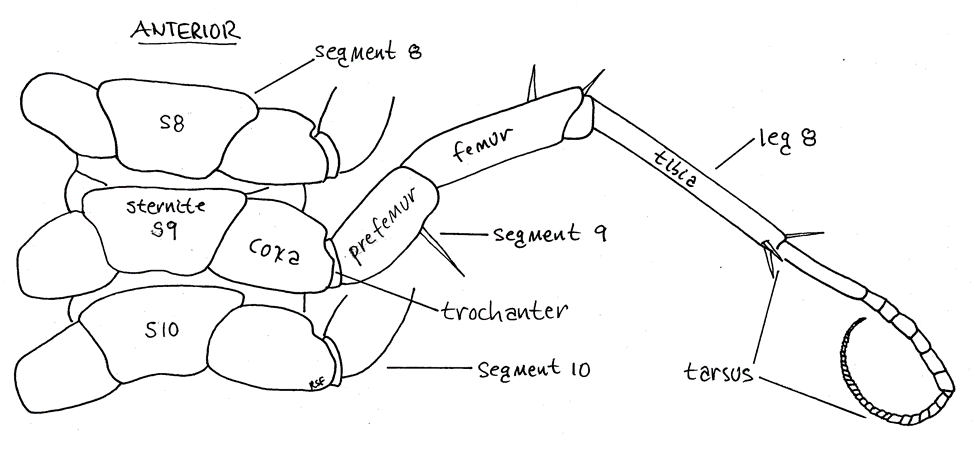 ANTERIOR
segment 8
S8
femur
leg 8
tibia
sternite
S9
coxa
prefemur
segment 9
trochanter
S10
segment 10
tarsus
RSF